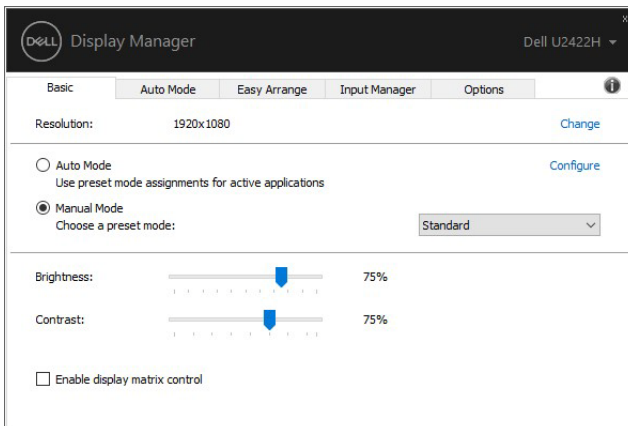 DELL Display Manager
Dell U2422H
x
Basic Auto Mode Easy Arrange Input Manager Options
Resolution: 1920x1080 Change
Auto Mode Configure
Use preset mode assignments for active applications
Manual Mode
Choose a preset mode: Standard
Brightness: 75%
Contrast: 75%
Enable display matrix control